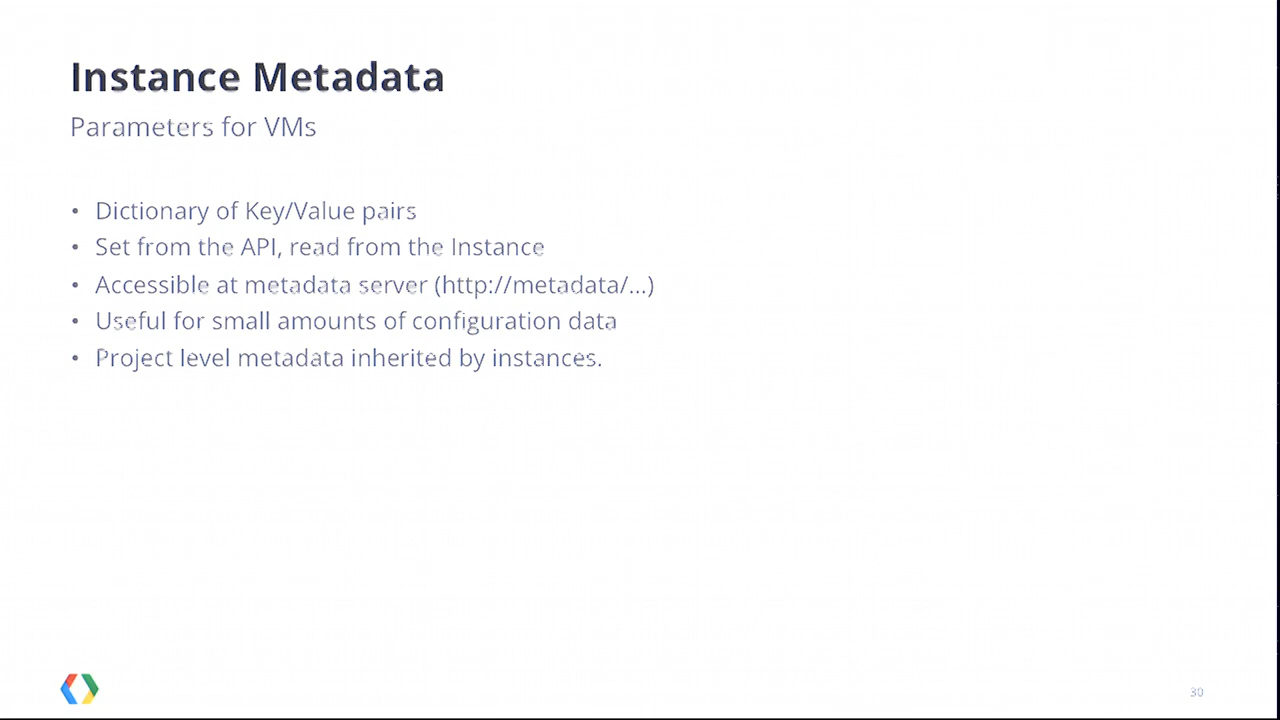 Instance Metadata
Parameters for VMs
• Dictionary of Key/Value pairs
• Set from the API, read from the Instance
• Accessible at metadata server (http://metadata/...)
• Useful for small amounts of configuration data
• Project level metadata inherited by instances.
30